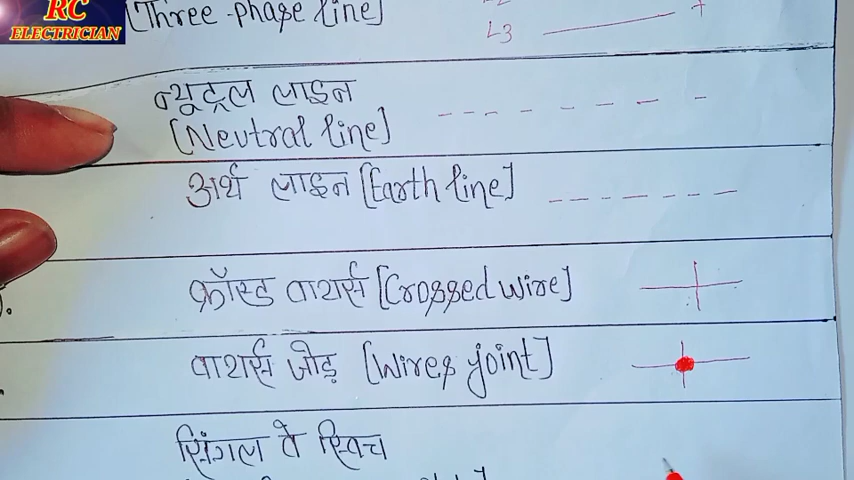 RC
ELECTRICIAN
[Three-phase line]
L3
न्यूट्रल लाइन
[Neutral line]
अर्थ लाइन [Earth line]
क्रॉस्ड वायर्स [Crossed wire]
वायर्स जोड़ [Wires joint]
सिंगल वे स्विच